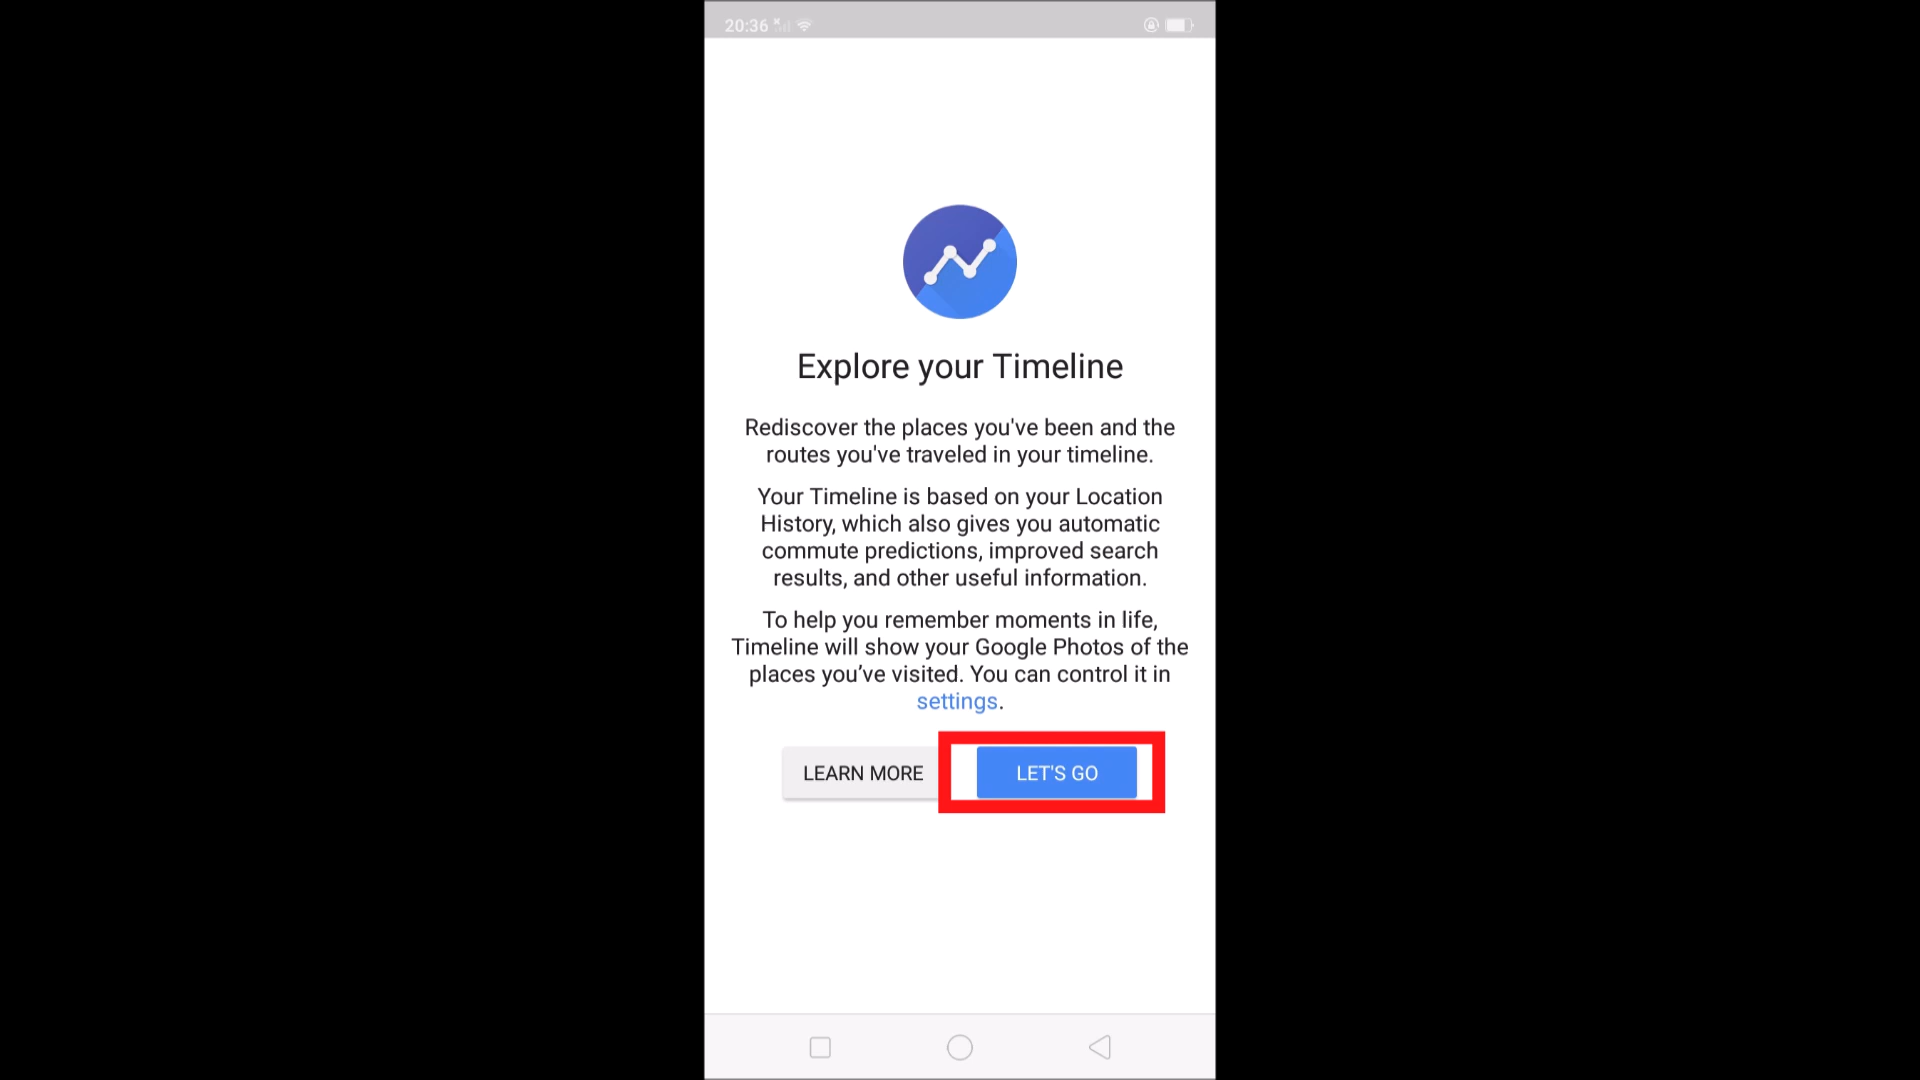 20:36
Explore your Timeline
Rediscover the places you've been and the
routes you've traveled in your timeline.
Your Timeline is based on your Location
History, which also gives you automatic
commute predictions, improved search
results, and other useful information.
To help you remember moments in life,
Timeline will show your Google Photos of the
places you’ve visited. You can control it in
settings.
LEARN MORE
LET'S GO